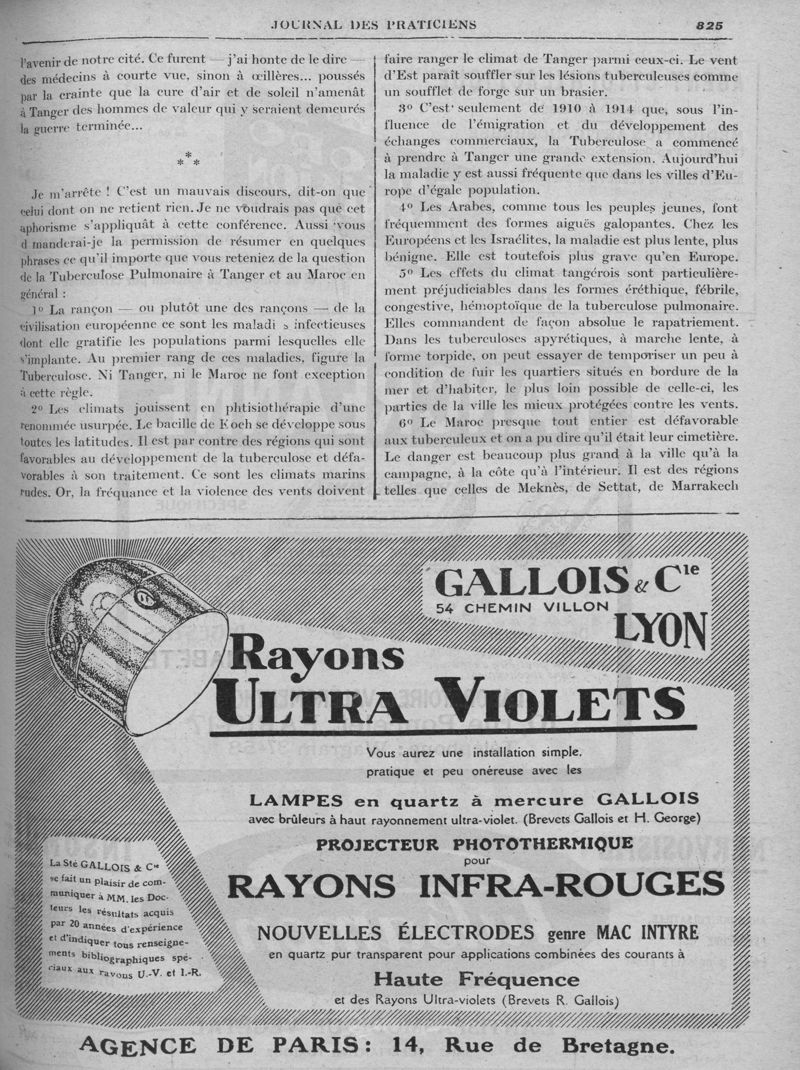 JOURNAL DES PRATICIENS
825
l'avenir de notre cité. Ce furent — j'ai honte de le dire —
des médecins à courte vue, sinon à œillères... poussés
par la crainte que la cure d'air et de soleil n'amenât
à Tanger des hommes de valeur qui y seraient demeurés
la guerre terminée...
* * *
Je m'arrête ! C'est un mauvais discours, dit-on que
celui dont on ne retient rien. Je ne voudrais pas que cet
aphorisme s'appliquât à cette conférence. Aussi vous
d manderai-je la permission de résumer en quelques
phrases ce qu'il importe que vous reteniez de la question
de la Tuberculose Pulmonaire à Tanger et au Maroc en
général :
1º La rançon — ou plutôt une des rançons — de la
civilisation européenne ce sont les maladi s infectieuses
dont elle gratifie les populations parmi lesquelles elle
s'implante. Au premier rang de ces maladies, figure la
Tuberculose. Ni Tanger, ni le Maroc ne font exception
à cette règle.
2º Les climats jouissent en phtisiothérapie d'une
renommée usurpée. Le bacille de Koch se développe sous
toutes les latitudes. Il est par contre des régions qui sont
favorables au développement de la tuberculose et défa-
vorables à son traitement. Ce sont les climats marins
rudes. Or, la fréquance et la violence des vents doivent
faire ranger le climat de Tanger parmi ceux-ci. Le vent
d'Est paraît souffler sur les lésions tuberculeuses comme
un soufflet de forge sur un brasier.
3º C'est seulement de 1910 à 1914 que, sous l'in-
fluence de l'émigration et du développement des
échanges commerciaux, la Tuberculose a commencé
à prendre à Tanger une grande extension. Aujourd'hui
la maladie y est aussi fréquente que dans les villes d'Eu-
rope d'égale population.
4º Les Arabes, comme tous les peuples jeunes, font
fréquemment des formes aiguës galopantes. Chez les
Européens et les Israélites, la maladie est plus lente, plus
bénigne. Elle est toutefois plus grave qu'en Europe.
5º Les effets du climat tangérois sont particulière-
ment préjudiciables dans les formes éréthique, fébrile,
congestive, hémoptoïque de la tuberculose pulmonaire.
Elles commandent de façon absolue le rapatriement.
Dans les tuberculoses apyrétiques, à marche lente, à
forme torpide, on peut essayer de temporiser un peu à
condition de fuir les quartiers situés en bordure de la
mer et d'habiter, le plus loin possible de celle-ci, les
parties de la ville les mieux protégées contre les vents.
6º Le Maroc presque tout entier est défavorable
aux tuberculeux et on a pu dire qu'il était leur cimetière.
Le danger est beaucoup plus grand à la ville qu'à la
campagne, à la côte qu'à l'intérieur. Il est des régions
telles que celles de Meknès, de Settat, de Marrakech
GALLOIS & Cie
54 CHEMIN VILLON
LYON
Rayons
ULTRA VIOLETS
Vous aurez une installation simple,
pratique et peu onéreuse avec les
LAMPES en quartz à mercure GALLOIS
avec brûleurs à haut rayonnement ultra-violet. (Brevets Gallois et H. George)
PROJECTEUR PHOTOTHERMIQUE
pour
RAYONS INFRA-ROUGES
NOUVELLES ÉLECTRODES genre MAC INTYRE
en quartz pur transparent pour applications combinées des courants à
Haute Fréquence
et des Rayons Ultra-violets (Brevets R. Gallois)
La Sté GALLOIS & Cie
se fait un plaisir de com-
muniquer à MM. les Doc-
teurs les résultats acquis
par 20 années d'expérience
et d'indiquer tous renseigne-
ments bibliographiques spé-
ciaux aux rayons U.-V. et I.-R.
AGENCE DE PARIS : 14, Rue de Bretagne.